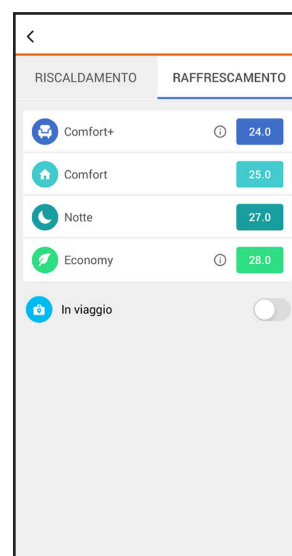 RISCALDAMENTO RAFFRESCAMENTO
Comfort+ 24.0
Comfort 25.0
Notte 27.0
Economy 28.0
In viaggio